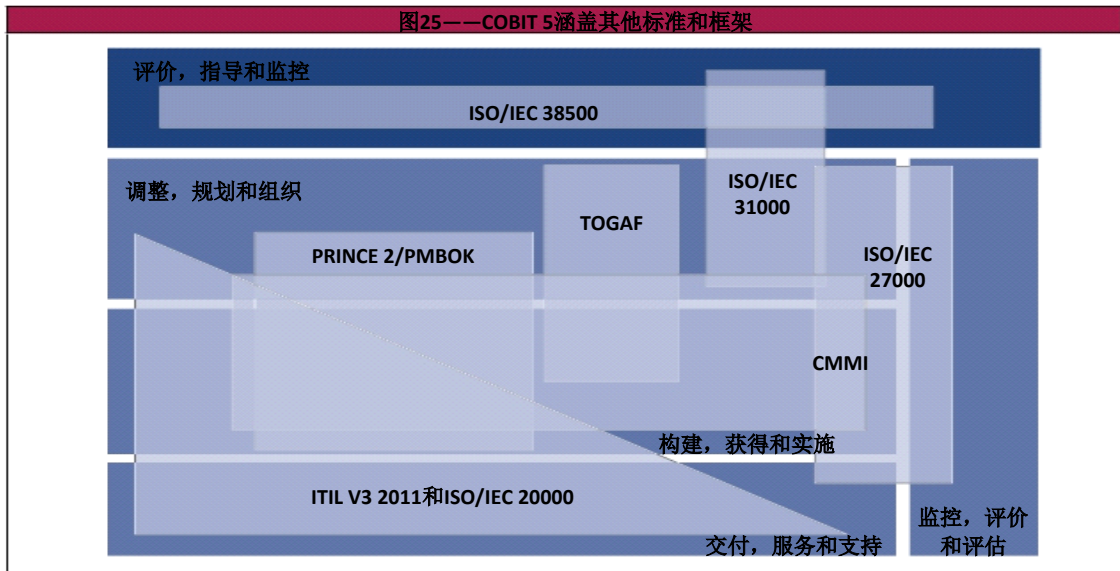 图25——COBIT 5涵盖其他标准和框架
评价，指导和监控
ISO/IEC 38500
调整，规划和组织
ISO/IEC
31000
TOGAF
PRINCE 2/PMBOK
ISO/IEC
27000
CMMI
构建，获得和实施
ITIL V3 2011和ISO/IEC 20000
交付，服务和支持
监控，评价
和评估